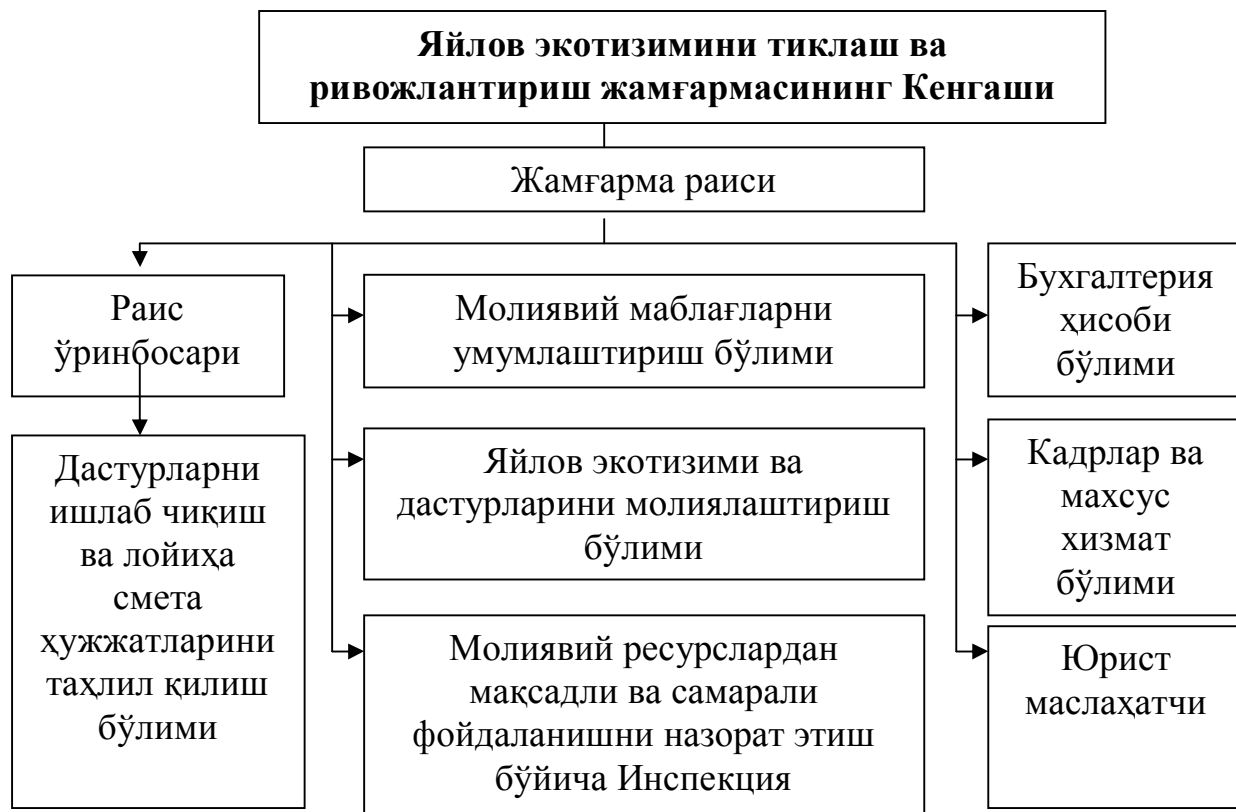 Яйлов экотизимини тиклаш ва
ривожлантириш жамғармасининг Кенгаши
Жамғарма раиси
Раис
ўринбосари
Дастурларни
ишлаб чиқиш
ва лойиҳа
смета
ҳужжатларини
таҳлил қилиш
бўлими
Молиявий маблағларни
умумлаштириш бўлими
Яйлов экотизими ва
дастурларини молиялаштириш
бўлими
Молиявий ресурслардан
мақсадли ва самарали
фойдаланишни назорат этиш
бўйича Инспекция
Бухгалтерия
ҳисоби
бўлими
Кадрлар ва
махсус
хизмат
бўлими
Юрист
маслаҳатчи